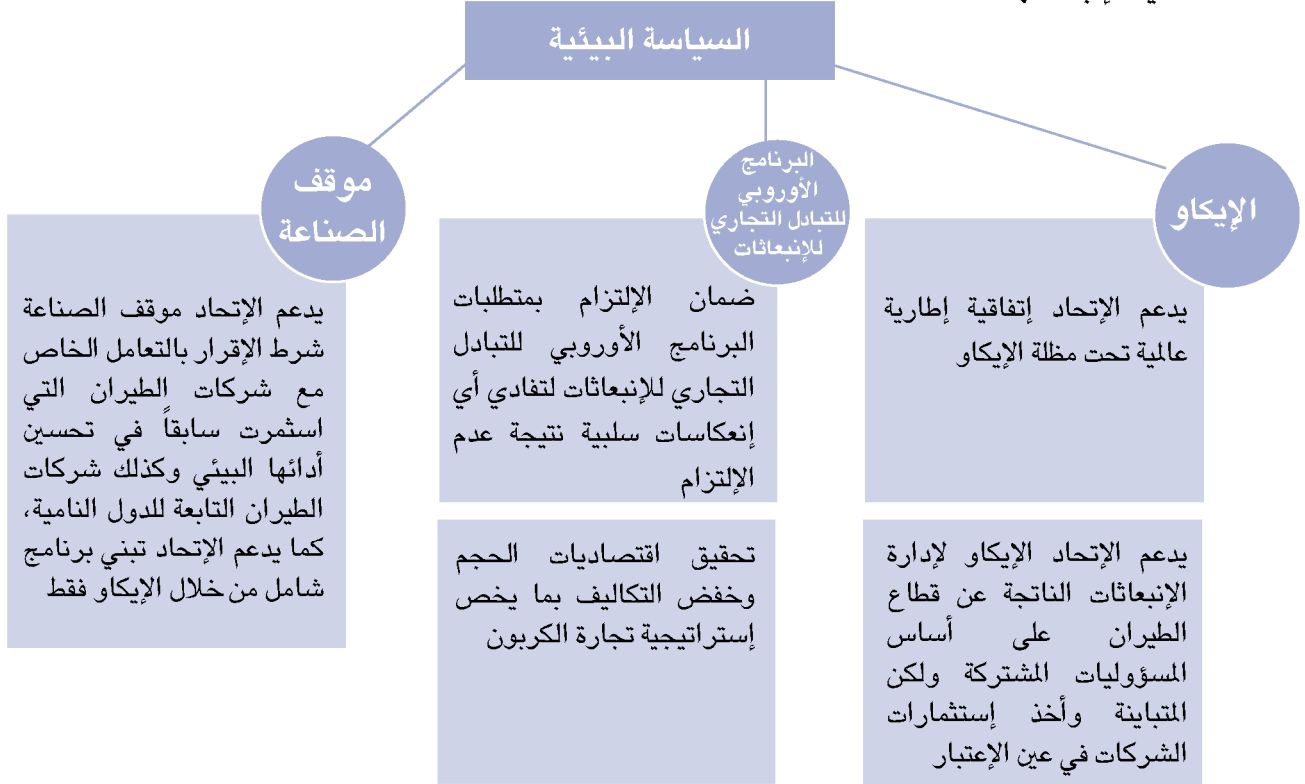 السياسة البيئية
الإيكاو
يدعم الإتحاد إتفاقية إطارية
عالمية تحت مظلة الإيكاو
يدعم الإتحاد الإيكاو لإدارة
الإنبعاثات الناتجة عن قطاع
الطيران على أساس
المسؤوليات المشتركة ولكن
المتباينة وأخذ إستثمارات
الشركات في عين الإعتبار
البرنامج
الأوروبي
للتبادل التجاري
للإنبعاثات
ضمان الإلتزام بمتطلبات
البرنامج الأوروبي للتبادل
التجاري للإنبعاثات لتفادي أي
إنعكاسات سلبية نتيجة عدم
الإلتزام
تحقيق اقتصاديات الحجم
وخفض التكاليف بما يخص
إستراتيجية تجارة الكربون
موقف
الصناعة
يدعم الإتحاد موقف الصناعة
شرط الإقرار بالتعامل الخاص
مع شركات الطيران التي
استثمرت سابقاً في تحسين
أدائها البيئي وكذلك شركات
الطيران التابعة للدول النامية،
كما يدعم الإتحاد تبني برنامج
شامل من خلال الإيكاو فقط